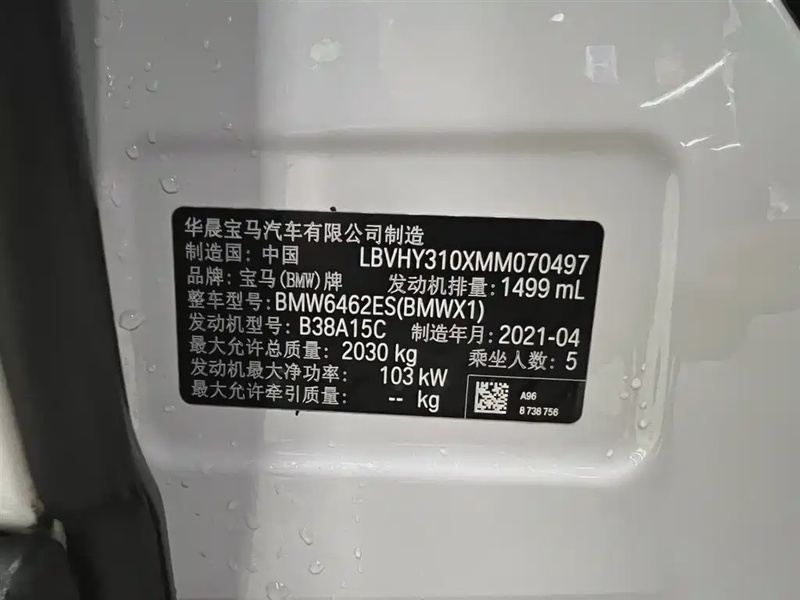 华晨宝马汽车有限公司制造
制造国: 中国 LBVHY310XMM070497
品牌: 宝马(BMW)牌 发动机排量: 1499 mL
整车型号: BMW6462ES(BMWX1)
发动机型号: B38A15C 制造年月: 2021-04
最大允许总质量: 2030 kg 乘坐人数: 5
发动机最大净功率: 103 kW
最大允许牵引质量: -- kg
A96
8 738 756